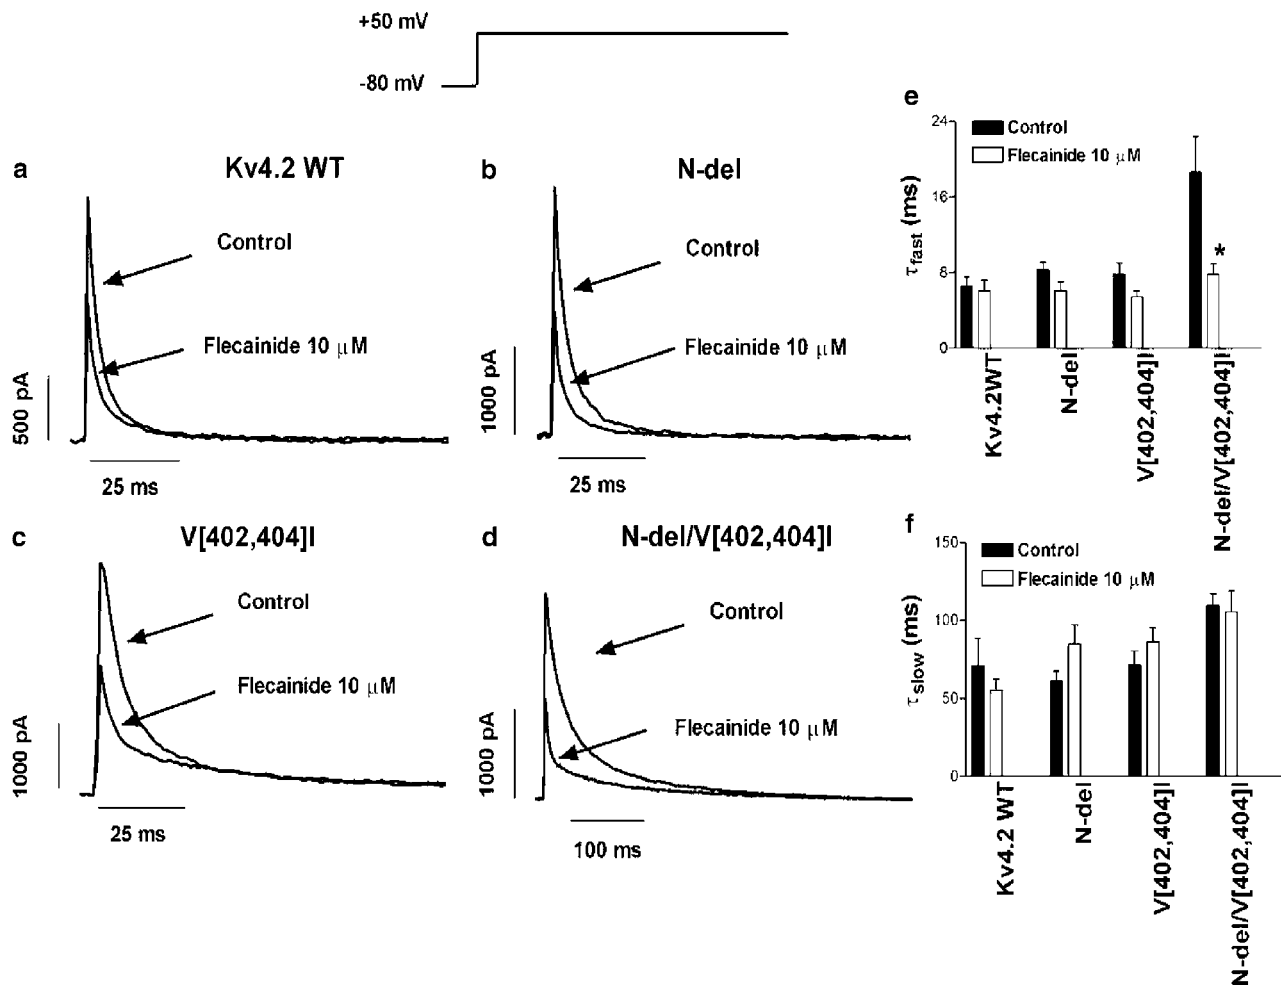 +50 mV
-80 mV
a
Kv4.2 WT
Control
Flecainide 10 μM
500 pA
25 ms
b
N-del
Control
Flecainide 10 μM
1000 pA
25 ms
c
V[402,404]I
Control
Flecainide 10 μM
1000 pA
25 ms
d
N-del/V[402,404]I
Control
Flecainide 10 μM
1000 pA
100 ms
e
Control
Flecainide 10 μM
τfast (ms)
24
16
8
0
Kv4.2WT
N-del
V[402,404]I
N-del/V[402,404]I
*
f
Control
Flecainide 10 μM
τslow (ms)
150
100
50
0
Kv4.2 WT
N-del
V[402,404]I
N-del/V[402,404]I